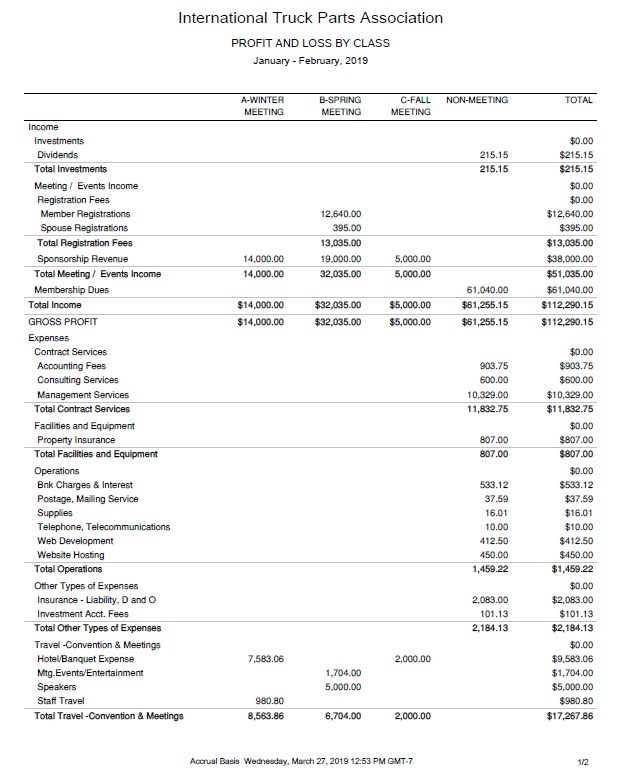 International Truck Parts Association
PROFIT AND LOSS BY CLASS
January - February, 2019
A-WINTER MEETING B-SPRING MEETING C-FALL MEETING NON-MEETING TOTAL
Income
Investments $0.00
Dividends 215.15 $215.15
Total Investments 215.15 $215.15
Meeting / Events Income $0.00
Registration Fees $0.00
Member Registrations 12,640.00 $12,640.00
Spouse Registrations 395.00 $395.00
Total Registration Fees 13,035.00 $13,035.00
Sponsorship Revenue 14,000.00 19,000.00 5,000.00 $38,000.00
Total Meeting / Events Income 14,000.00 32,035.00 5,000.00 $51,035.00
Membership Dues 61,040.00 $61,040.00
Total Income $14,000.00 $32,035.00 $5,000.00 $61,255.15 $112,290.15
GROSS PROFIT $14,000.00 $32,035.00 $5,000.00 $61,255.15 $112,290.15
Expenses
Contract Services $0.00
Accounting Fees 903.75 $903.75
Consulting Services 600.00 $600.00
Management Services 10,329.00 $10,329.00
Total Contract Services 11,832.75 $11,832.75
Facilities and Equipment $0.00
Property Insurance 807.00 $807.00
Total Facilities and Equipment 807.00 $807.00
Operations $0.00
Bnk Charges & Interest 533.12 $533.12
Postage, Mailing Service 37.59 $37.59
Supplies 16.01 $16.01
Telephone, Telecommunications 10.00 $10.00
Web Development 412.50 $412.50
Website Hosting 450.00 $450.00
Total Operations 1,459.22 $1,459.22
Other Types of Expenses $0.00
Insurance - Liability, D and O 2,083.00 $2,083.00
Investment Acct. Fees 101.13 $101.13
Total Other Types of Expenses 2,184.13 $2,184.13
Travel -Convention & Meetings $0.00
Hotel/Banquet Expense 7,583.06 2,000.00 $9,583.06
Mtg.Events/Entertainment 1,704.00 $1,704.00
Speakers 5,000.00 $5,000.00
Staff Travel 980.80 $980.80
Total Travel -Convention & Meetings 8,563.86 6,704.00 2,000.00 $17,267.86
Accrual Basis Wednesday, March 27, 2019 12:53 PM GMT-7 1/2